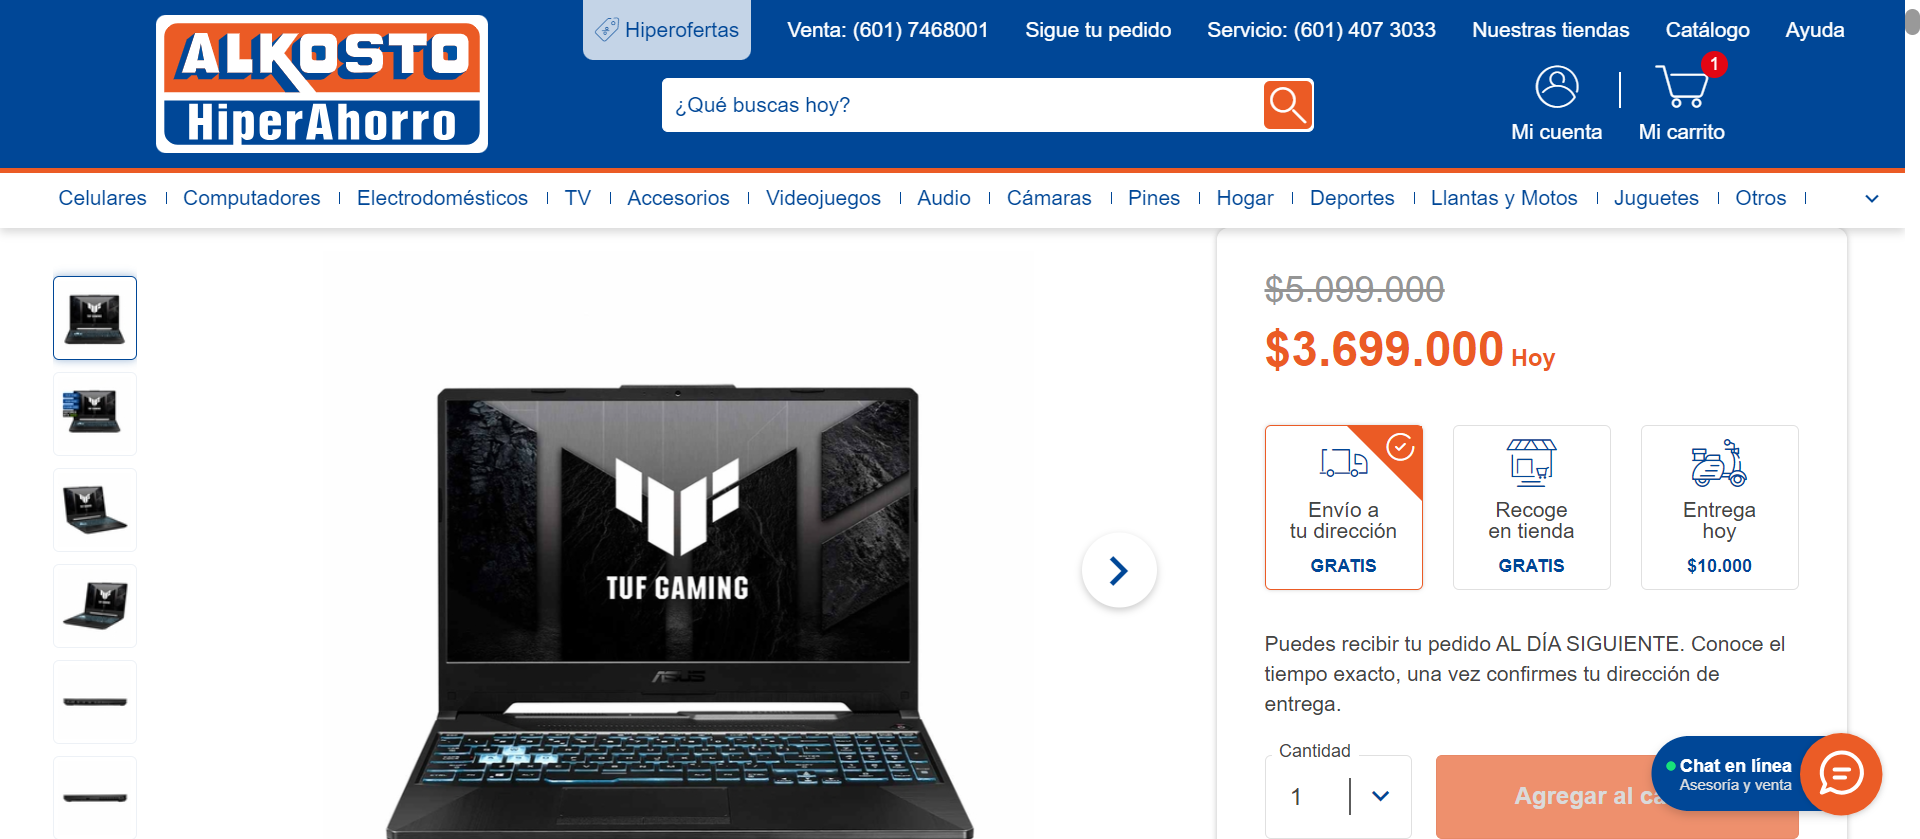 Hiperofertas
Venta: (601) 7468001
Sigue tu pedido
Servicio: (601) 407 3033
Nuestras tiendas
Catálogo
Ayuda
ALKOSTO
HiperAhorro
¿Qué buscas hoy?
Mi cuenta
1
Mi carrito
Celulares
Computadores
Electrodomésticos
TV
Accesorios
Videojuegos
Audio
Cámaras
Pines
Hogar
Deportes
Llantas y Motos
Juguetes
Otros
TUF GAMING
ASUS
$5.099.000
$3.699.000 Hoy
Envío a
tu dirección
GRATIS
Recoge
en tienda
GRATIS
Entrega
hoy
$10.000
Puedes recibir tu pedido AL DÍA SIGUIENTE. Conoce el
tiempo exacto, una vez confirmes tu dirección de
entrega.
Cantidad
1
Agregar al ca
Chat en línea
Asesoría y venta